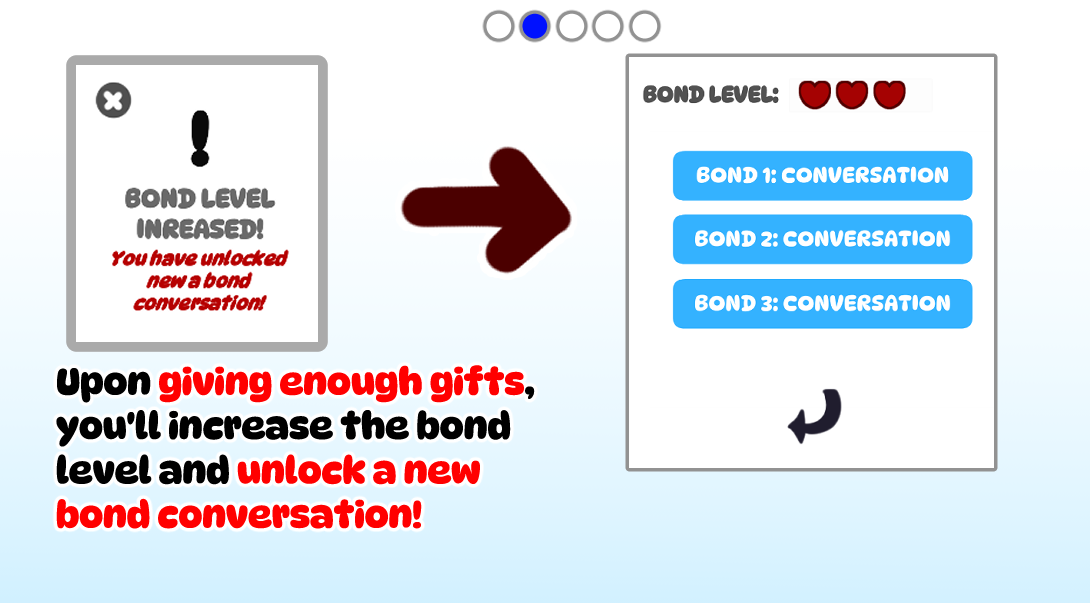 !
BOND LEVEL
INREASED!
You have unlocked
new a bond
conversation!
BOND LEVEL:
BOND 1: CONVERSATION
BOND 2: CONVERSATION
BOND 3: CONVERSATION
Upon giving enough gifts,
you'll increase the bond
level and unlock a new
bond conversation!